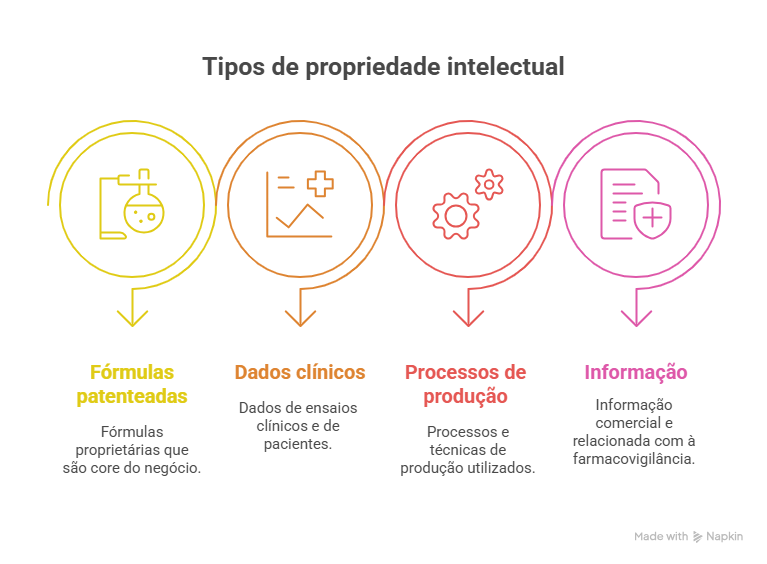 Tipos de propriedade intelectual
Fórmulas
patenteadas
Fórmulas
proprietárias que
são core do negócio.
Dados clínicos
Dados de ensaios
clínicos e de
pacientes.
Processos de
produção
Processos e
técnicas de
produção utilizados.
Informação
Informação
comercial e
relacionada com à
farmacovigilância.
Made with Napkin